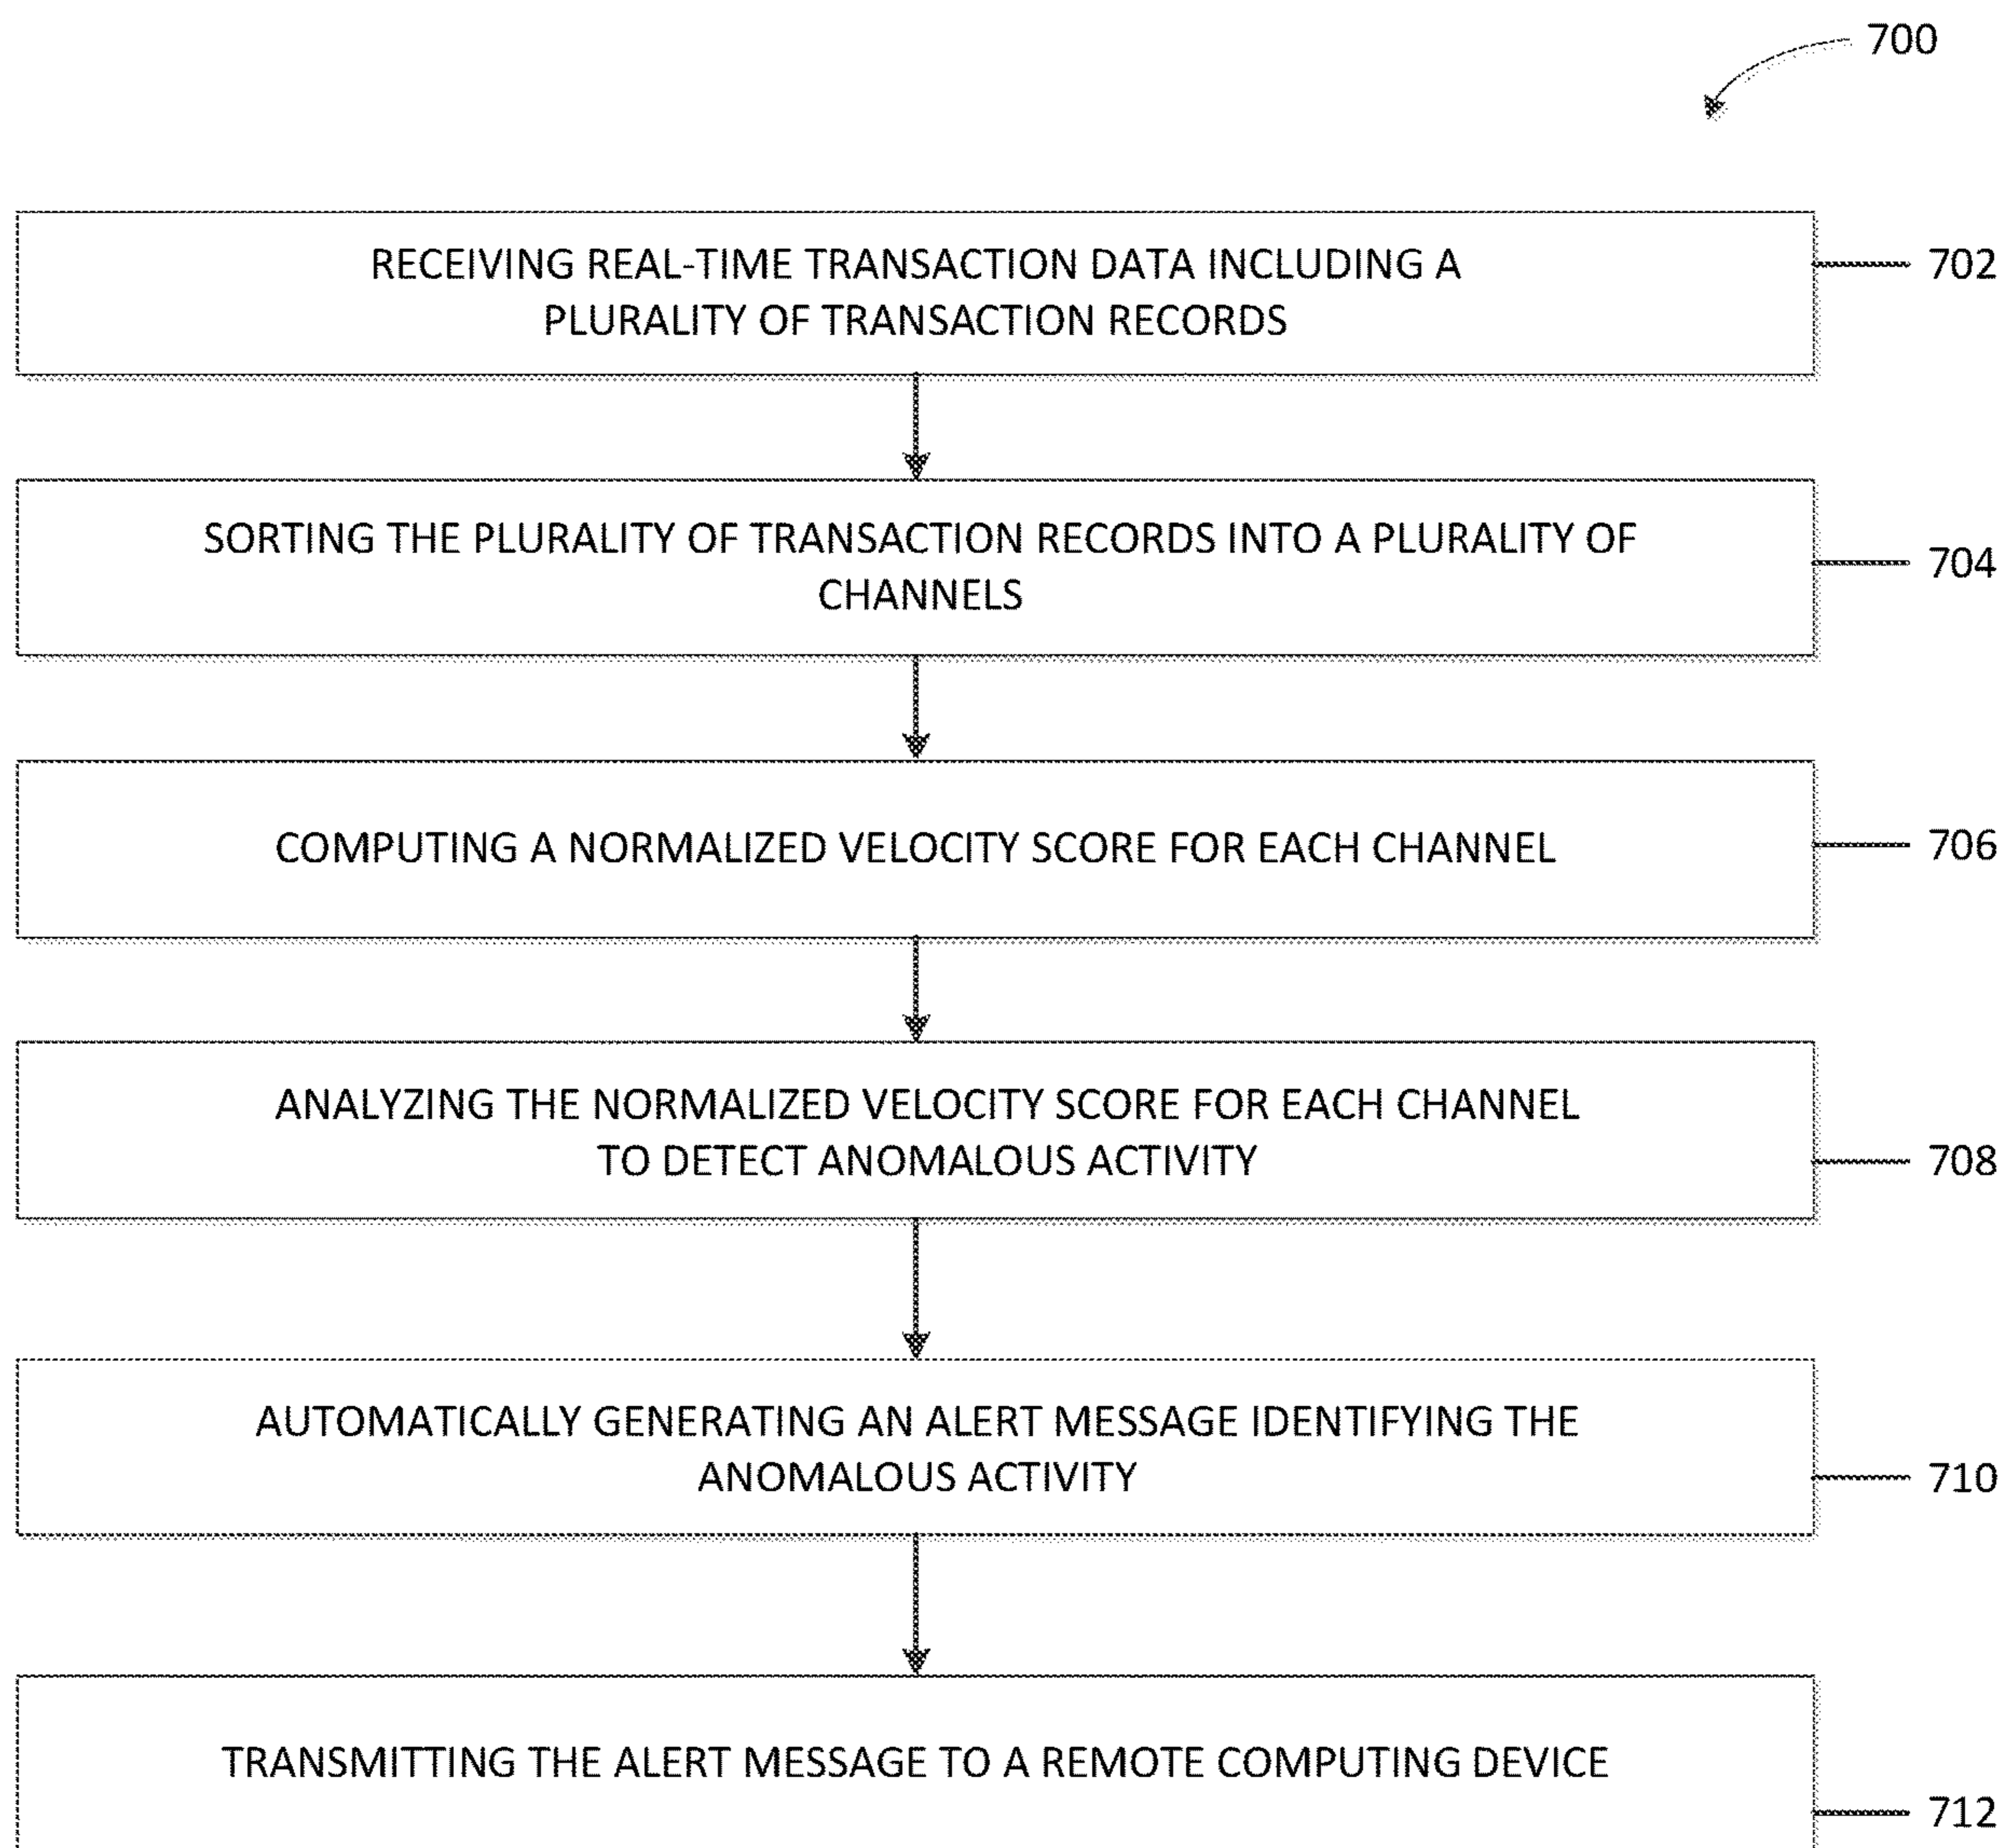 700
RECEIVING REAL-TIME TRANSACTION DATA INCLUDING A
PLURALITY OF TRANSACTION RECORDS
702
SORTING THE PLURALITY OF TRANSACTION RECORDS INTO A PLURALITY OF
CHANNELS
704
COMPUTING A NORMALIZED VELOCITY SCORE FOR EACH CHANNEL
706
ANALYZING THE NORMALIZED VELOCITY SCORE FOR EACH CHANNEL
TO DETECT ANOMALOUS ACTIVITY
708
AUTOMATICALLY GENERATING AN ALERT MESSAGE IDENTIFYING THE
ANOMALOUS ACTIVITY
710
TRANSMITTING THE ALERT MESSAGE TO A REMOTE COMPUTING DEVICE
712